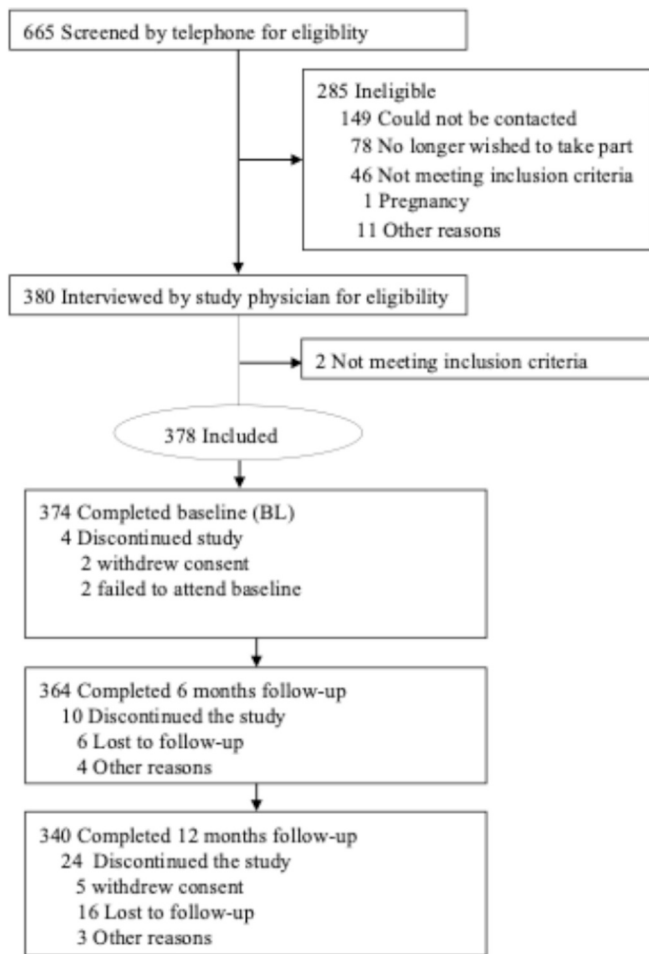 665 Screened by telephone for eligiblity
285 Ineligible
149 Could not be contacted
78 No longer wished to take part
46 Not meeting inclusion criteria
1 Pregnancy
11 Other reasons
380 Interviewed by study physician for eligibility
2 Not meeting inclusion criteria
378 Included
374 Completed baseline (BL)
4 Discontinued study
2 withdrew consent
2 failed to attend baseline
364 Completed 6 months follow-up
10 Discontinued the study
6 Lost to follow-up
4 Other reasons
340 Completed 12 months follow-up
24 Discontinued the study
5 withdrew consent
16 Lost to follow-up
3 Other reasons